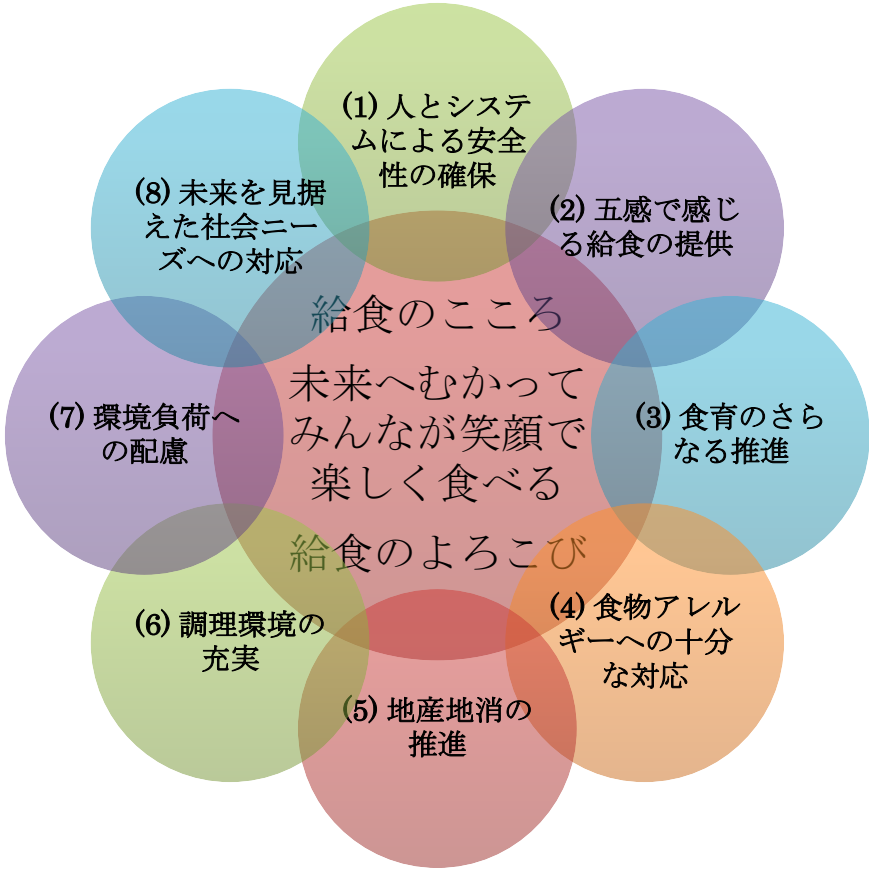 (1) 人とシステ
ムによる安全
性の確保
(2) 五感で感じ
る給食の提供
(3) 食育のさら
なる推進
(4) 食物アレル
ギーへの十分
な対応
(5) 地産地消の
推進
(6) 調理環境の
充実
(7) 環境負荷へ
の配慮
(8) 未来を見据
えた社会ニー
ズへの対応
給食のこころ
未来へむかって
みんなが笑顔で
楽しく食べる
給食のよろこび